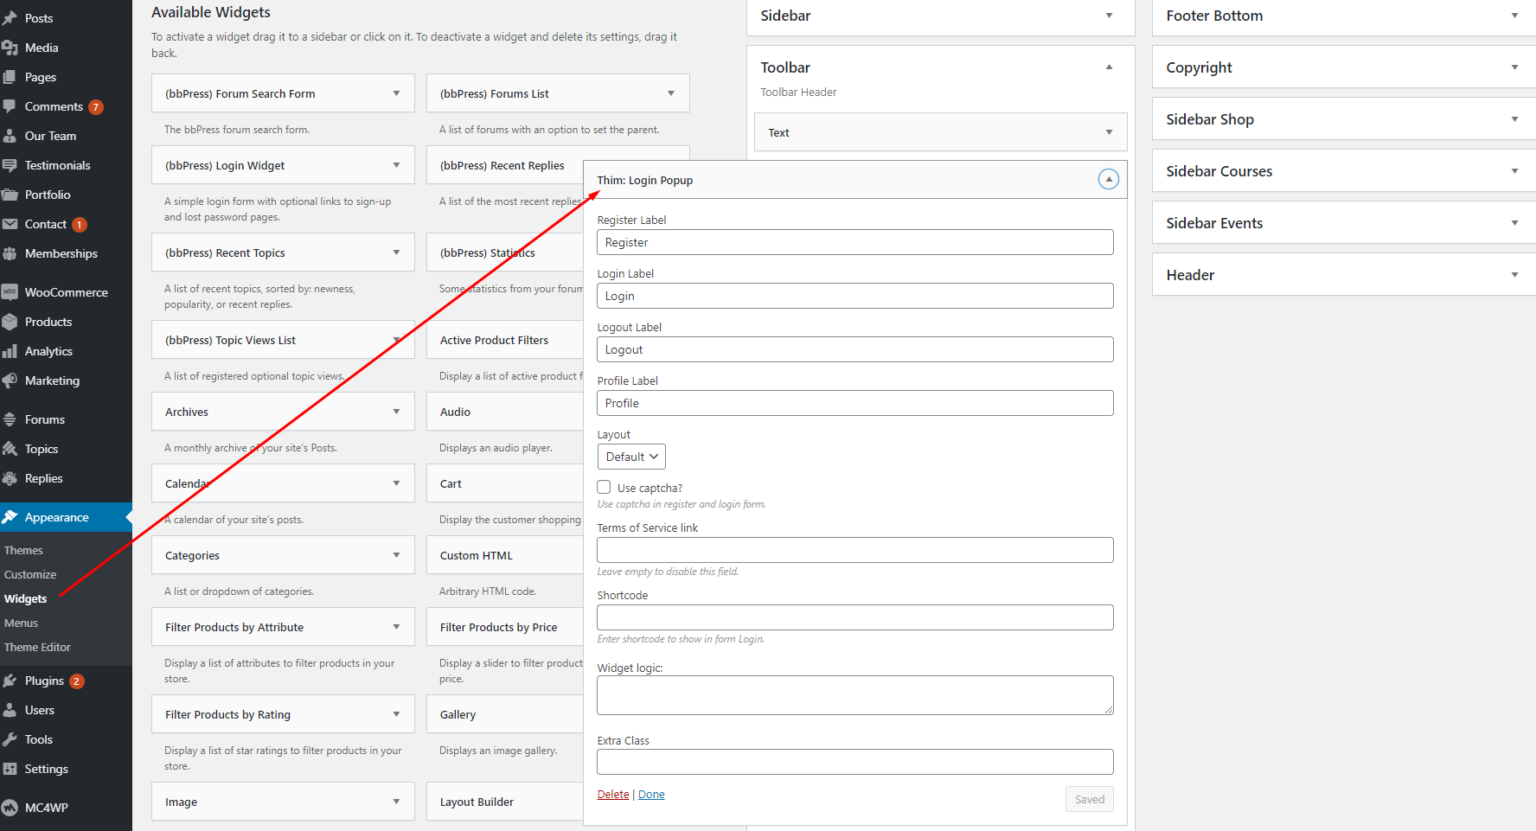 Posts
Media
Pages
Comments 7
Our Team
Testimonials
Portfolio
Contact 1
Memberships
WOO WooCommerce
Products
Analytics
Marketing
Forums
Topics
Replies
Appearance
Themes
Customize
Widgets
Menus
Theme Editor
Plugins 2
Users
Tools
Settings
MC4WP
Available Widgets
To activate a widget drag it to a sidebar or click on it. To deactivate a widget and delete its settings, drag it
back.
(bbPress) Forum Search Form
The bbPress forum search form.
(bbPress) Login Widget
A simple login form with optional links to sign-up
and lost password pages.
(bbPress) Recent Topics
A list of recent topics, sorted by: newness,
popularity, or recent replies.
(bbPress) Topic Views List
A list of registered optional topic views.
Archives
A monthly archive of your site's Posts.
Calendar
A calendar of your site's posts.
Categories
A list or dropdown of categories.
Filter Products by Attribute
Display a list of attributes to filter products in your
store.
Filter Products by Rating
Display a list of star ratings to filter products in your
store.
Image
(bbPress) Forums List
A list of forums with an option to set the parent.
(bbPress) Recent Replies
A list of the most recent replies
(bbPress) Statistics
Some statistics from your forum
Active Product Filters
Display a list of active product f
Audio
Displays an audio player.
Cart
Display the customer shopping
Custom HTML
Arbitrary HTML code.
Filter Products by Price
Display a slider to filter product
price.
Gallery
Displays an image gallery.
Layout Builder
Sidebar
Toolbar
Toolbar Header
Text
Thim: Login Popup
Register Label
Register
Login Label
Login
Logout Label
Logout
Profile Label
Profile
Layout
Default
Use captcha?
Use captcha in register and login form.
Terms of Service link
Leave empty to disable this field.
Shortcode
Enter shortcode to show in form Login.
Widget logic:
Extra Class
Delete | Done
Saved
Footer Bottom
Copyright
Sidebar Shop
Sidebar Courses
Sidebar Events
Header